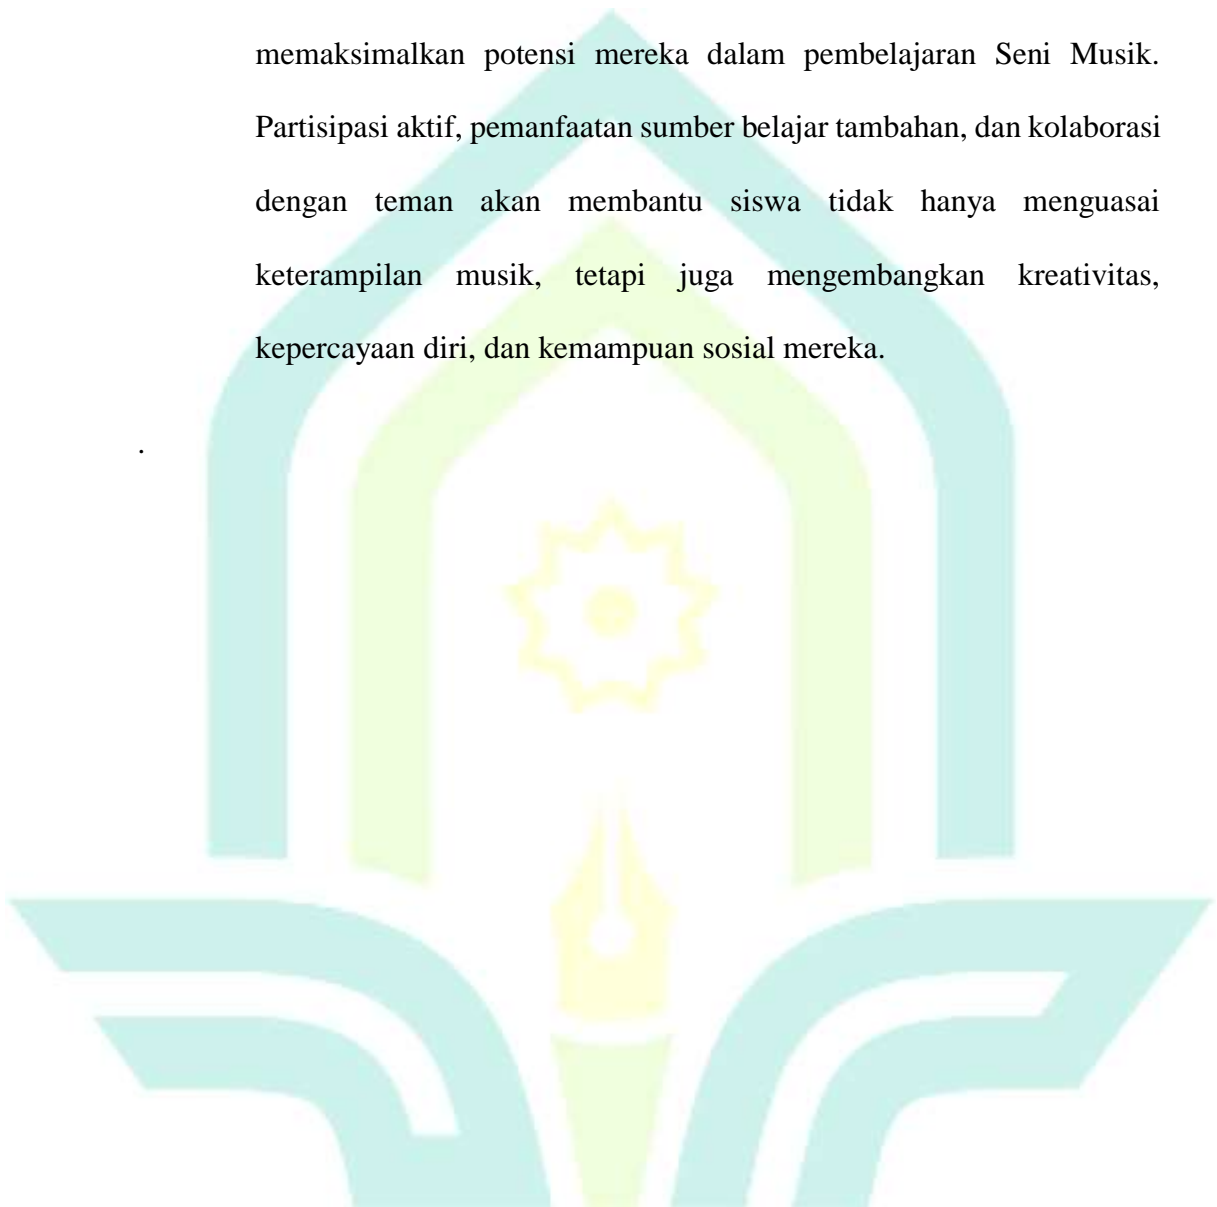 memaksimalkan potensi mereka dalam pembelajaran Seni Musik.
Partisipasi aktif, pemanfaatan sumber belajar tambahan, dan kolaborasi
dengan teman akan membantu siswa tidak hanya menguasai
keterampilan musik, tetapi juga mengembangkan kreativitas,
kepercayaan diri, dan kemampuan sosial mereka.
.